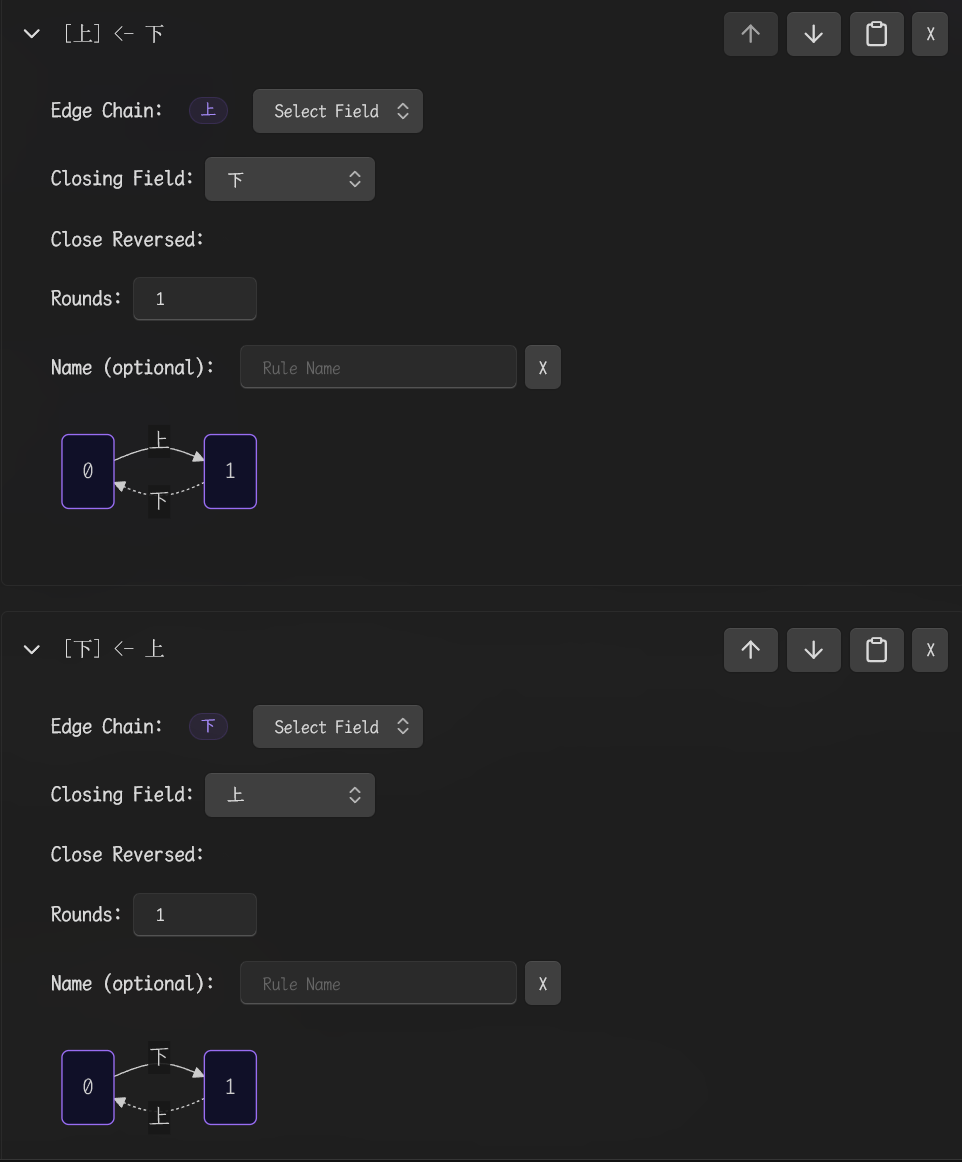 [上] <- 下 X
Edge Chain: 上 Select Field
Closing Field: 下
Close Reversed:
Rounds: 1
Name (optional): Rule Name X
上
0 1
下
[下] <- 上 X
Edge Chain: 下 Select Field
Closing Field: 上
Close Reversed:
Rounds: 1
Name (optional): Rule Name X
下
0 1
上